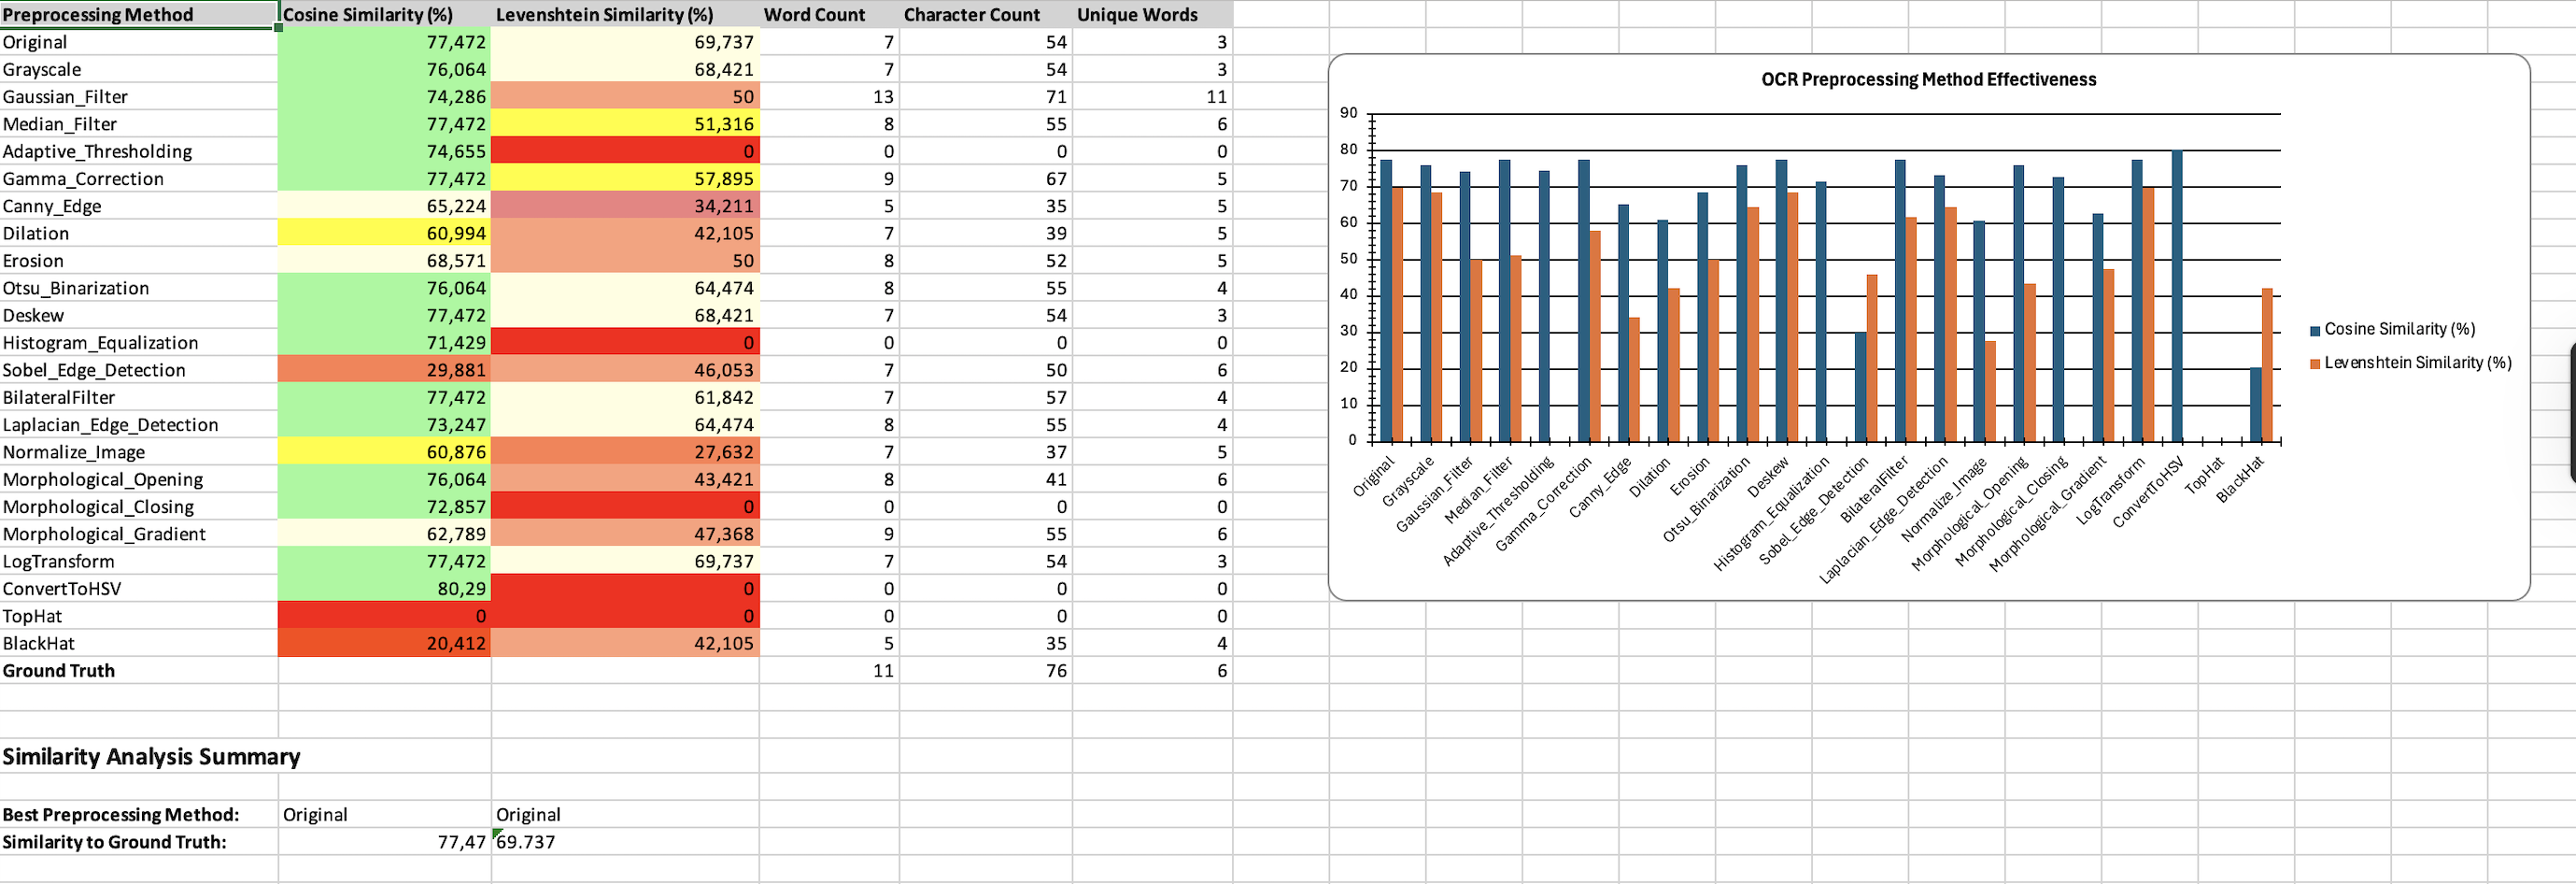 Preprocessing Method Cosine Similarity (%) Levenshtein Similarity (%) Word Count Character Count Unique Words
Original 77,472 69,737 7 54 3
Grayscale 76,064 68,421 7 54 3
Gaussian_Filter 74,286 50 13 71 11
Median_Filter 77,472 51,316 8 55 6
Adaptive_Thresholding 74,655 0 0 0 0
Gamma_Correction 77,472 57,895 9 67 5
Canny_Edge 65,224 34,211 5 35 5
Dilation 60,994 42,105 7 39 5
Erosion 68,571 50 8 52 5
Otsu_Binarization 76,064 64,474 8 55 4
Deskew 77,472 68,421 7 54 3
Histogram_Equalization 71,429 0 0 0 0
Sobel_Edge_Detection 29,881 46,053 7 50 6
BilateralFilter 77,472 61,842 7 57 4
Laplacian_Edge_Detection 73,247 64,474 8 55 4
Normalize_Image 60,876 27,632 7 37 5
Morphological_Opening 76,064 43,421 8 41 6
Morphological_Closing 72,857 0 0 0 0
Morphological_Gradient 62,789 47,368 9 55 6
LogTransform 77,472 69,737 7 54 3
ConvertToHSV 80,29 0 0 0 0
TopHat 0 0 0 0 0
BlackHat 20,412 42,105 5 35 4
Ground Truth 11 76 6
Similarity Analysis Summary
Best Preprocessing Method: Original Original
Similarity to Ground Truth: 77,47 69.737
OCR Preprocessing Method Effectiveness
90
80
70
60
50
40
30
20
10
0
Original
Grayscale
Gaussian_Filter
Median_Filter
Adaptive_Thresholding
Gamma_Correction
Canny_Edge
Dilation
Erosion
Otsu_Binarization
Deskew
Histogram_Equalization
Sobel_Edge_Detection
BilateralFilter
Laplacian_Edge_Detection
Normalize_Image
Morphological_Opening
Morphological_Closing
Morphological_Gradient
LogTransform
ConvertToHSV
TopHat
BlackHat
Cosine Similarity (%)
Levenshtein Similarity (%)